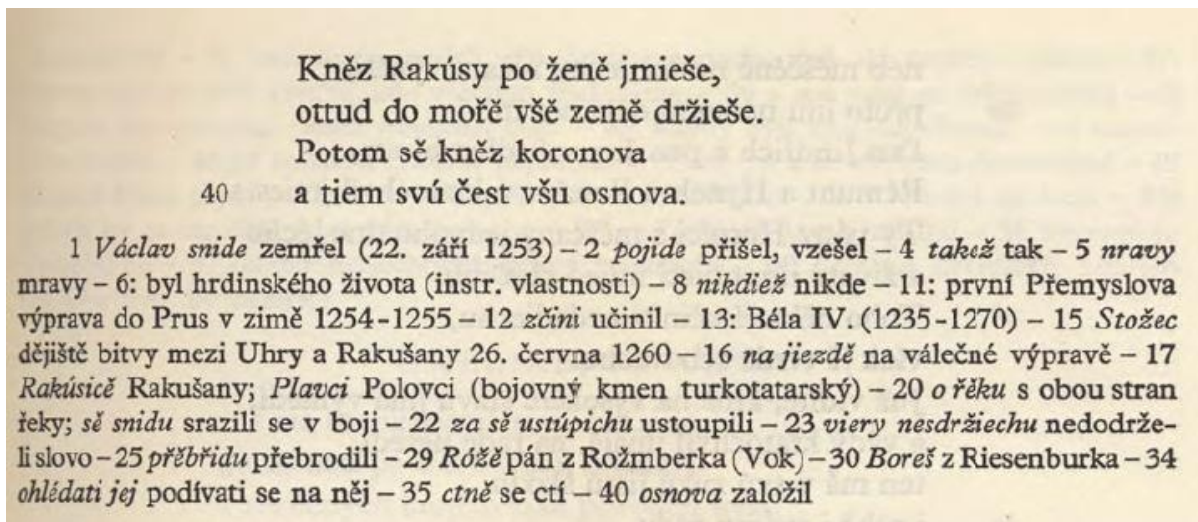 Kněz Rakúsy po ženě jmieše,
ottud do mořě všě země držieše.
Potom sě kněz koronova
40 a tiem svú čest všu osnova.
1 Václav snide zemřel (22. září 1253) – 2 pojide přišel, vzešel – 4 takež tak – 5 nravy
mravy – 6: byl hrdinského života (instr. vlastnosti) – 8 nikdiež nikde – 11: první Přemyslova
výprava do Prus v zimě 1254-1255 – 12 zčini učinil – 13: Béla IV. (1235-1270) – 15 Stožec
dějiště bitvy mezi Uhry a Rakušany 26. června 1260 – 16 na jiezdě na válečné výpravě – 17
Rakúsicě Rakušany; Plavci Polovci (bojovný kmen turkotatarský) – 20 o řěku s obou stran
řeky; sě snidu srazili se v boji – 22 za sě ustúpichu ustoupili – 23 viery nesdržiechu nedodrže-
li slovo – 25 přěbřidu přebrodili – 29 Róžě pán z Rožmberka (Vok) – 30 Boreš z Riesenburka – 34
ohlédati jej podívati se na něj – 35 ctně se ctí – 40 osnova založil